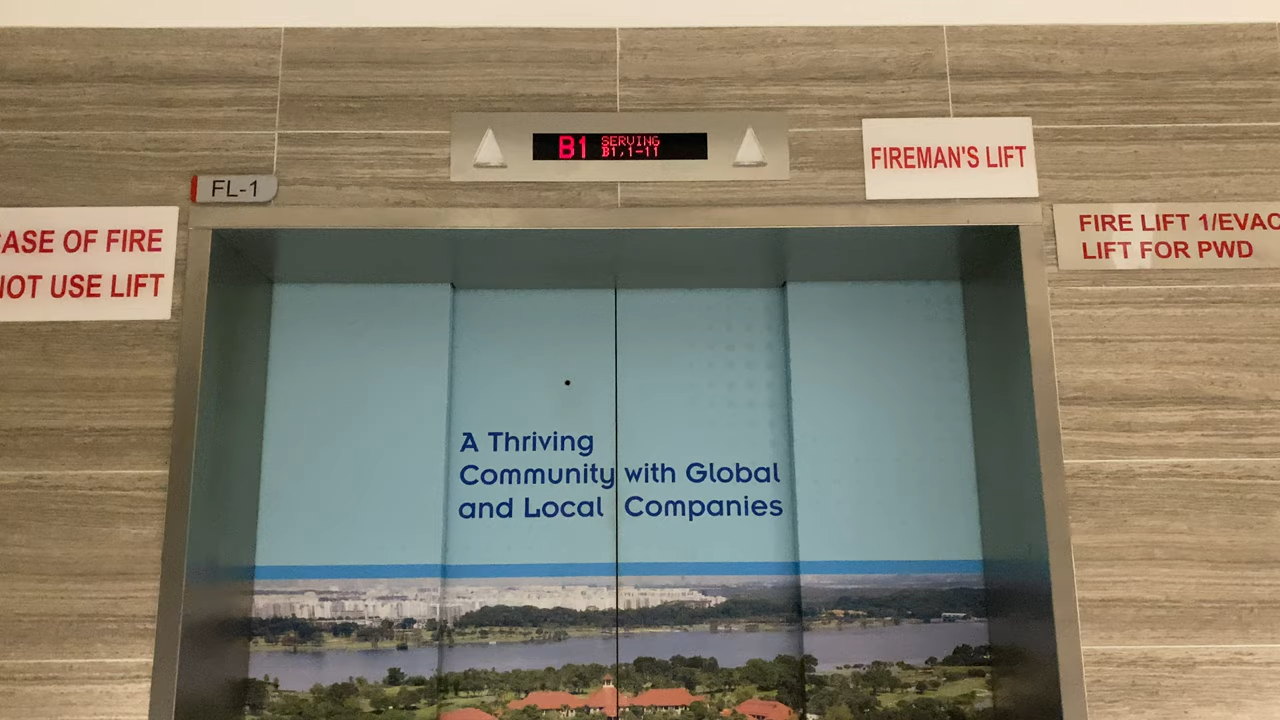 B1 SERVING
B1,1-11
FIREMAN'S LIFT
FL-1
CASE OF FIRE
NOT USE LIFT
FIRE LIFT 1/EVAC
LIFT FOR PWD
A Thriving
Community with Global
and Local Companies